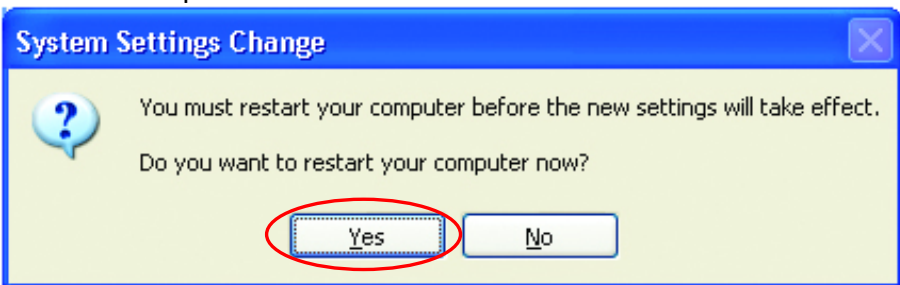 System Settings Change
You must restart your computer before the new settings will take effect.
Do you want to restart your computer now?
Yes
No